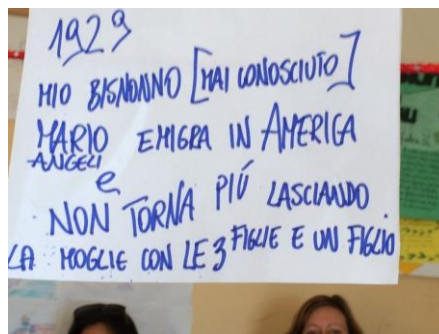 1929
MIO BISNONNO [MAI CONOSCIUTO]
MARIO EMIGRA IN AMERICA
ANGELI
e
NON TORNA PIÚ LASCIANDO
LA MOGLIE CON LE 3 FIGLIE E UN FIGLIO